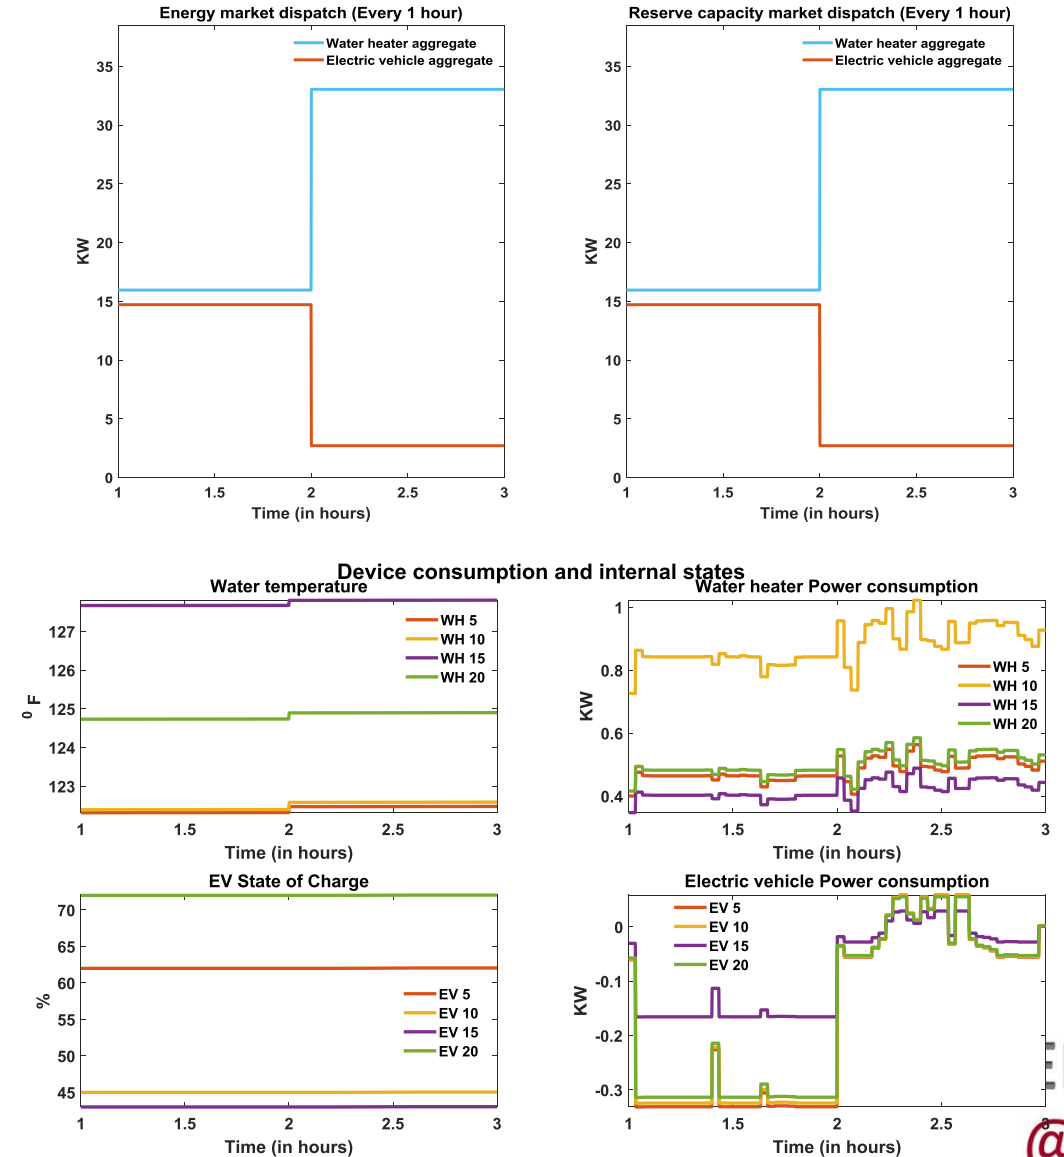 Energy market dispatch (Every 1 hour)
Water heater aggregate
Electric vehicle aggregate
35
30
25
20
15
10
5
0
KW
1 1.5 2 2.5 3
Time (in hours)
Reserve capacity market dispatch (Every 1 hour)
Water heater aggregate
Electric vehicle aggregate
35
30
25
20
15
10
5
0
KW
1 1.5 2 2.5 3
Time (in hours)
Device consumption and internal states
Water temperature
WH 5
WH 10
WH 15
WH 20
127
126
125
124
123
0 F
1 1.5 2 2.5 3
Time (in hours)
Water heater Power consumption
WH 5
WH 10
WH 15
WH 20
1
0.8
0.6
0.4
KW
1 1.5 2 2.5 3
Time (in hours)
EV State of Charge
70
65
60
55
50
45
%
EV 5
EV 10
EV 15
EV 20
1 1.5 2 2.5 3
Time (in hours)
Electric vehicle Power consumption
EV 5
EV 10
EV 15
EV 20
0
-0.1
-0.2
-0.3
KW
1 1.5 2 2.5 3
Time (in hours)
@